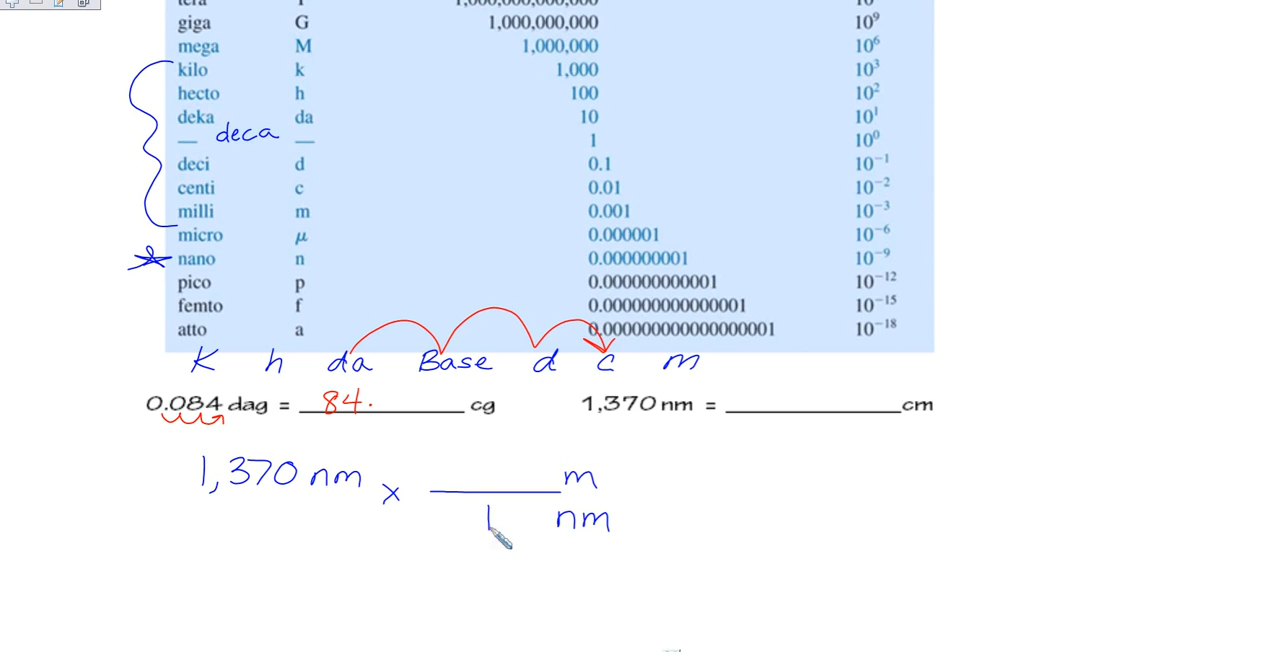 giga G 1,000,000,000 10⁹
mega M 1,000,000 10⁶
kilo k 1,000 10³
hecto h 100 10²
deka da 10 10¹
deca
— — 1 10⁰
deci d 0.1 10⁻¹
centi c 0.01 10⁻²
milli m 0.001 10⁻³
micro μ 0.000001 10⁻⁶
nano n 0.000000001 10⁻⁹
pico p 0.000000000001 10⁻¹²
femto f 0.000000000000001 10⁻¹⁵
atto a 0.000000000000000001 10⁻¹⁸
K h da Base d c m
0.084 dag = 84. cg 1,370 nm = ____________cm
1,370 nm × ________ m
1 nm